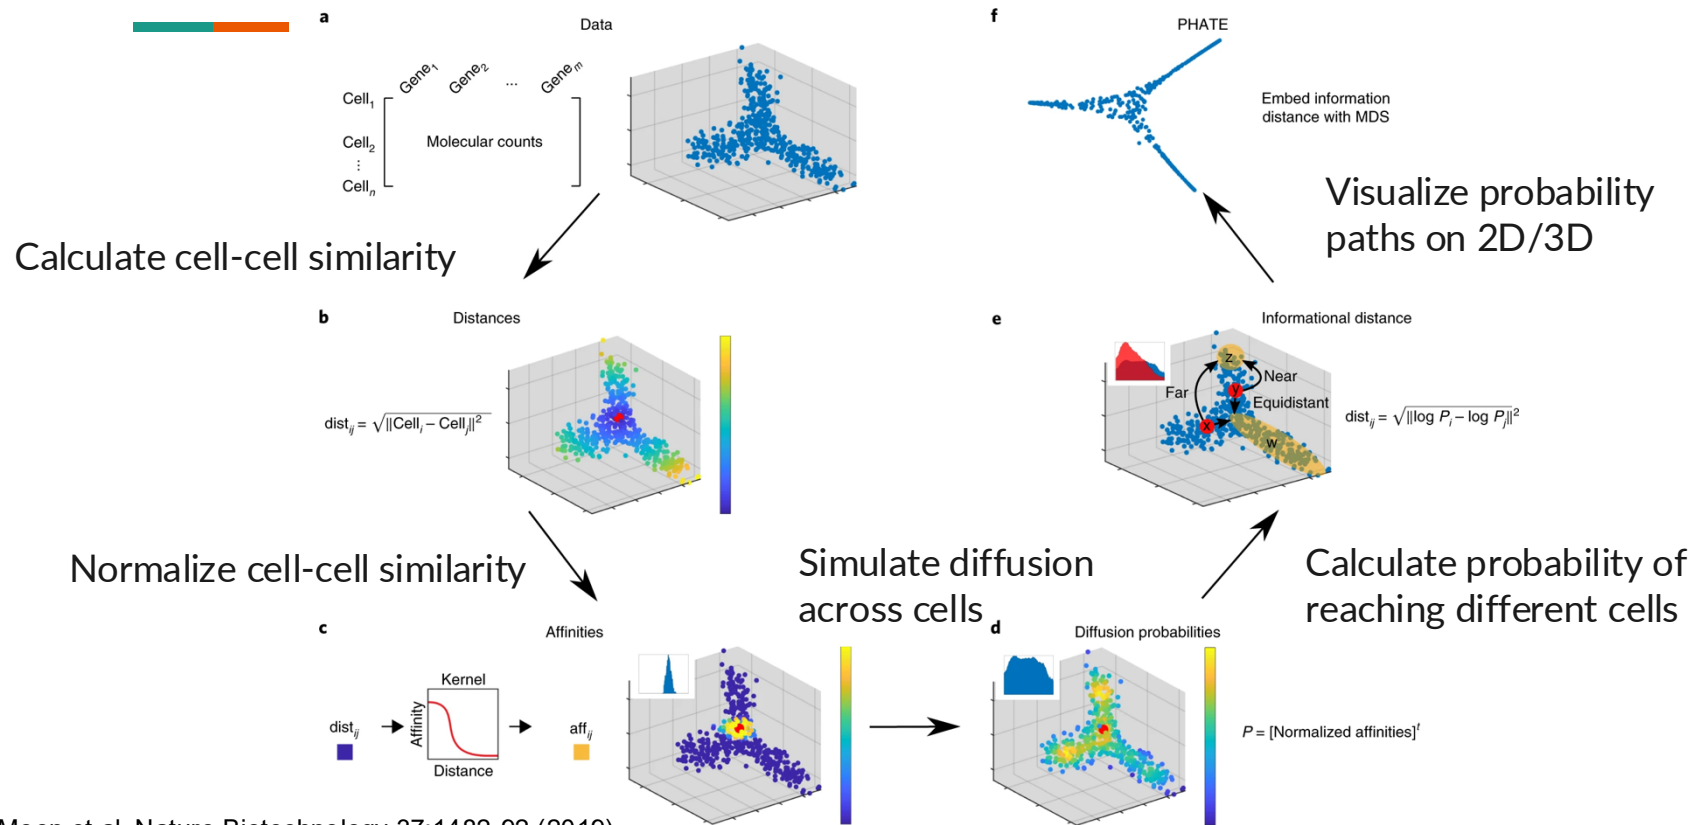 a
Data
Gene1 Gene2 ... Genem
Cell1
Cell2
⋮
Celln
Molecular counts
f
PHATE
Embed information
distance with MDS
Visualize probability
paths on 2D/3D
Calculate cell-cell similarity
b
Distances
distij = √||Celli – Cellj||²
e
Informational distance
z
Near
Far
y
Equidistant
x
w
distij = √||log Pi – log Pj||²
Normalize cell-cell similarity
Simulate diffusion
across cells
Calculate probability of
reaching different cells
c
Affinities
Kernel
Affinity
Distance
distij
affij
d
Diffusion probabilities
P = [Normalized affinities]t